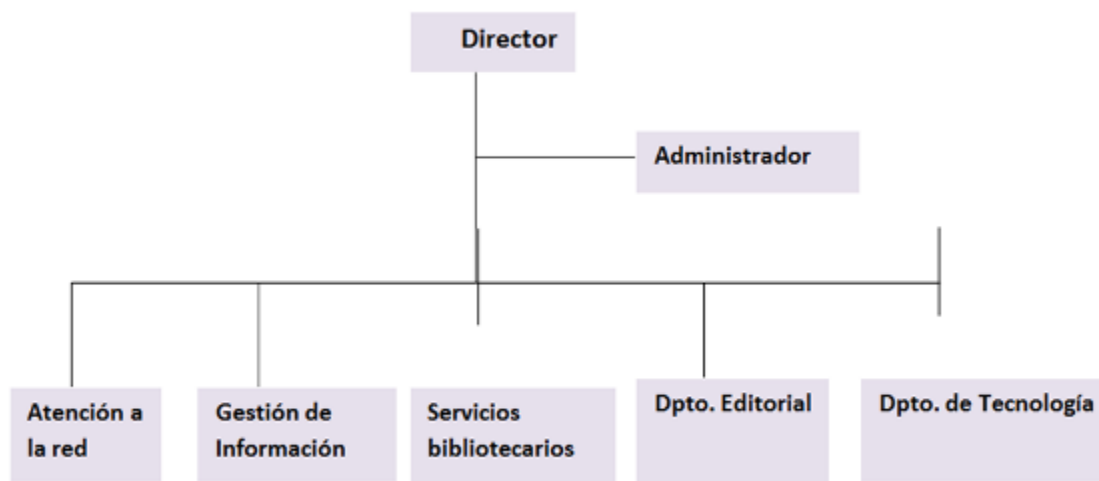 Director
Administrador
Atención a
la red
Gestión de
Información
Servicios
bibliotecarios
Dpto. Editorial
Dpto. de Tecnología